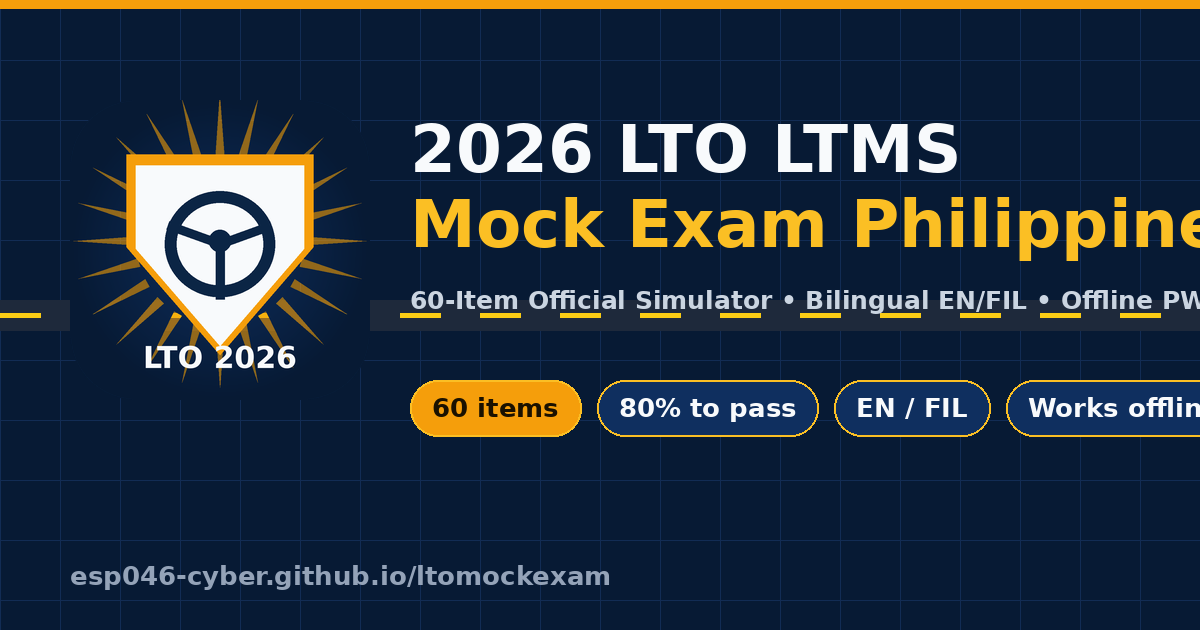 2026 LTO LTMS
Mock Exam Philippine
60-Item Official Simulator • Bilingual EN/FIL • Offline PW
LTO 2026
60 items
80% to pass
EN / FIL
Works offlin
esp046-cyber.github.io/ltomockexam